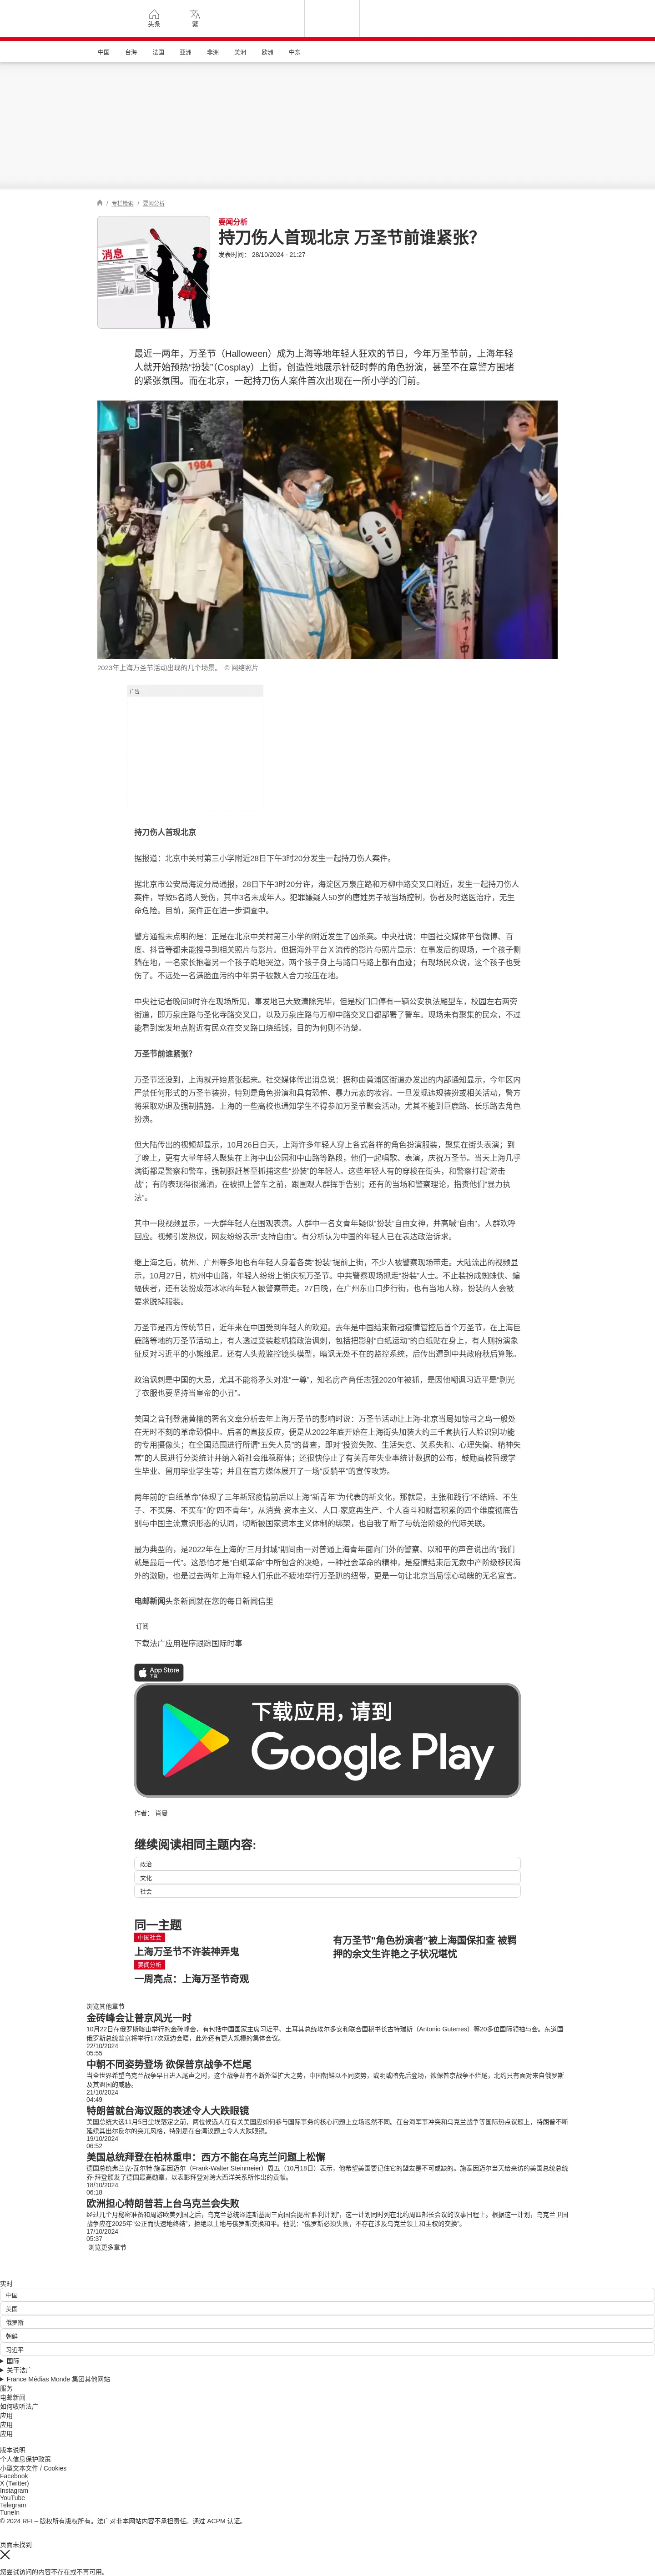 头条
繁
中国
台海
法国
亚洲
非洲
美洲
欧洲
中东
/ 专栏检索 / 要闻分析
消息
要闻分析
持刀伤人首现北京 万圣节前谁紧张？
发表时间： 28/10/2024 - 21:27
最近一两年，万圣节（Halloween）成为上海等地年轻人狂欢的节日，今年万圣节前，上海年轻
人就开始预热“扮装”（Cosplay）上街，创造性地展示针砭时弊的角色扮演，甚至不在意警方围堵
的紧张氛围。而在北京，一起持刀伤人案件首次出现在一所小学的门前。
1984
学医
救不了中
2023年上海万圣节活动出现的几个场景。 © 网络照片
广告
持刀伤人首现北京
据报道：北京中关村第三小学附近28日下午3时20分发生一起持刀伤人案件。
据北京市公安局海淀分局通报，28日下午3时20分许，海淀区万泉庄路和万柳中路交叉口附近，发生一起持刀伤人
案件，导致5名路人受伤，其中3名未成年人。犯罪嫌疑人50岁的唐姓男子被当场控制，伤者及时送医治疗，无生
命危险。目前，案件正在进一步调查中。
警方通报未点明的是：正是在北京中关村第三小学的附近发生了凶杀案。中央社说：中国社交媒体平台微博、百
度、抖音等都未能搜寻到相关照片与影片。但据海外平台Ｘ流传的影片与照片显示：在事发后的现场，一个孩子侧
躺在地，一名家长抱著另一个孩子跪地哭泣，两个孩子身上与路口马路上都有血迹；有现场民众说，这个孩子也受
伤了。不远处一名满脸血污的中年男子被数人合力按压在地。
中央社记者晚间9时许在现场所见，事发地已大致清除完毕，但是校门口停有一辆公安执法厢型车，校园左右两旁
街道，即万泉庄路与圣化寺路交叉口，以及万泉庄路与万柳中路交叉口都部署了警车。现场未有聚集的民众，不过
能看到案发地点附近有民众在交叉路口烧纸钱，目的为何则不清楚。
万圣节前谁紧张？
万圣节还没到，上海就开始紧张起来。社交媒体传出消息说：据称由黄浦区街道办发出的内部通知显示，今年区内
严禁任何形式的万圣节装扮，特别是角色扮演和具有恐怖、暴力元素的妆容。一旦发现违规装扮或相关活动，警方
将采取劝退及强制措施。上海的一些高校也通知学生不得参加万圣节聚会活动，尤其不能到巨鹿路、长乐路去角色
扮演。
但大陆传出的视频却显示，10月26日白天，上海许多年轻人穿上各式各样的角色扮演服装，聚集在街头表演；到
了晚上，更有大量年轻人聚集在上海中山公园和中山路等路段，他们一起唱歌、表演，庆祝万圣节。当天上海几乎
满街都是警察和警车，强制驱赶甚至抓捕这些“扮装”的年轻人。这些年轻人有的穿梭在街头，和警察打起“游击
战”；有的表现得很潇洒，在被抓上警车之前，跟围观人群挥手告别；还有的当场和警察理论，指责他们“暴力执
法”。
其中一段视频显示，一大群年轻人在围观表演。人群中一名女青年疑似“扮装”自由女神，并高喊“自由”，人群欢呼
回应。视频引发热议，网友纷纷表示“支持自由”。有分析认为中国的年轻人已在表达政治诉求。
继上海之后，杭州、广州等多地也有年轻人身着各类“扮装”提前上街，不少人被警察现场带走。大陆流出的视频显
示，10月27日，杭州中山路，年轻人纷纷上街庆祝万圣节。中共警察现场抓走“扮装”人士。不止装扮成蜘蛛侠、蝙
蝠侠者，还有装扮成范冰冰的年轻人被警察带走。27日晚，在广州东山口步行街，也有当地人称，扮装的人会被
要求脱掉服装。
万圣节是西方传统节日，近年来在中国受到年轻人的欢迎。去年是中国结束新冠疫情管控后首个万圣节，在上海巨
鹿路等地的万圣节活动上，有人透过变装趁机搞政治讽刺，包括把影射“白纸运动”的白纸贴在身上，有人则扮演象
征反对习近平的小熊维尼。还有人头戴监控镜头模型，暗讽无处不在的监控系统，后传出遭到中共政府秋后算账。
政治讽刺是中国的大忌，尤其不能将矛头对准“一尊”，知名房产商任志强2020年被抓，是因他嘲讽习近平是“剥光
了衣服也要坚持当皇帝的小丑”。
美国之音刊登蒲黄榆的署名文章分析去年上海万圣节的影响时说：万圣节活动让上海-北京当局如惊弓之鸟一般处
在无时不刻的革命恐惧中。后者的直接反应，便是从2022年底开始在上海街头加装大约三千套执行人脸识别功能
的专用摄像头；在全国范围进行所谓“五失人员”的普查，即对“投资失败、生活失意、关系失和、心理失衡、精神失
常”的人民进行分类统计并纳入新社会维稳群体；还很快停止了有关青年失业率统计数据的公布，鼓励高校暂缓学
生毕业、留用毕业学生等；并且在官方媒体展开了一场“反躺平”的宣传攻势。
两年前的“白纸革命”体现了三年新冠疫情前后以上海“新青年”为代表的新文化，那就是，主张和践行“不结婚、不生
子、不买房、不买车”的“四不青年”，从消费-资本主义、人口-家庭再生产、个人奋斗和财富积累的四个维度彻底告
别与中国主流意识形态的认同，切断被国家资本主义体制的绑架，也自我了断了与统治阶级的代际关联。
最为典型的，是2022年在上海的“三月封城”期间由一对普通上海青年面向门外的警察、以和平的声音说出的“我们
就是最后一代”。这恐怕才是“白纸革命”中所包含的决绝，一种社会革命的精神，是疫情结束后无数中产阶级移民海
外的激励，也是过去两年上海年轻人们乐此不疲地举行万圣趴的纽带，更是一句让北京当局惊心动魄的无名宣言。
电邮新闻头条新闻就在您的每日新闻信里
订阅
下载法广应用程序跟踪国际时事
App Store
下载
下载应用，请到
Google Play
作者： 肖曼
继续阅读相同主题内容:
政治
文化
社会
同一主题
中国社会
上海万圣节不许装神弄鬼
要闻分析
一周亮点：上海万圣节奇观
有万圣节"角色扮演者"被上海国保扣查 被羁
押的余文生许艳之子状况堪忧
浏览其他章节
金砖峰会让普京风光一时
10月22日在俄罗斯喀山举行的金砖峰会，有包括中国国家主席习近平、土耳其总统埃尔多安和联合国秘书长古特瑞斯（Antonio Guterres）等20多位国际领袖与会。东道国
俄罗斯总统普京将举行17次双边会晤，此外还有更大规模的集体会议。
22/10/2024
05:55
中朝不同姿势登场 欲保普京战争不烂尾
当全世界希望乌克兰战争早日进入尾声之时，这个战争却有不断外溢扩大之势，中国朝鲜以不同姿势，或明或暗先后登场，欲保普京战争不烂尾，北约只有面对来自俄罗斯
及其盟国的威胁。
21/10/2024
04:49
特朗普就台海议题的表述令人大跌眼镜
美国总统大选11月5日尘埃落定之前，两位候选人在有关美国应如何参与国际事务的核心问题上立场迥然不同。在台海军事冲突和乌克兰战争等国际热点议题上，特朗普不断
延续其出尔反尔的突兀风格，特别是在台湾议题上令人大跌眼镜。
19/10/2024
06:52
美国总统拜登在柏林重申：西方不能在乌克兰问题上松懈
德国总统弗兰克-瓦尔特·施泰因迈尔（Frank-Walter Steinmeier）周五（10月18日）表示，他希望美国要记住它的盟友是不可或缺的。施泰因迈尔当天给来访的美国总统总统
乔·拜登颁发了德国最高勋章，以表彰拜登对跨大西洋关系所作出的贡献。
18/10/2024
06:18
欧洲担心特朗普若上台乌克兰会失败
经过几个月秘密准备和周游欧美列国之后，乌克兰总统泽连斯基周三向国会提出“胜利计划”，这一计划同时列在北约周四部长会议的议事日程上。根据这一计划，乌克兰卫国
战争应在2025年“公正而快速地终结”，拒绝以土地与俄罗斯交换和平。他说：“俄罗斯必须失败，不存在涉及乌克兰领土和主权的交换”。
17/10/2024
05:37
浏览更多章节
实时
中国
美国
俄罗斯
朝鲜
习近平
国际
关于法广
France Médias Monde 集团其他网站
服务
电邮新闻
如何收听法广
应用
应用
应用
版本说明
个人信息保护政策
小型文本文件 / Cookies
Facebook
X (Twitter)
Instagram
YouTube
Telegram
TuneIn
© 2024 RFI – 版权所有版权所有。法广对非本网站内容不承担责任。通过 ACPM 认证。
页面未找到
您尝试访问的内容不存在或不再可用。